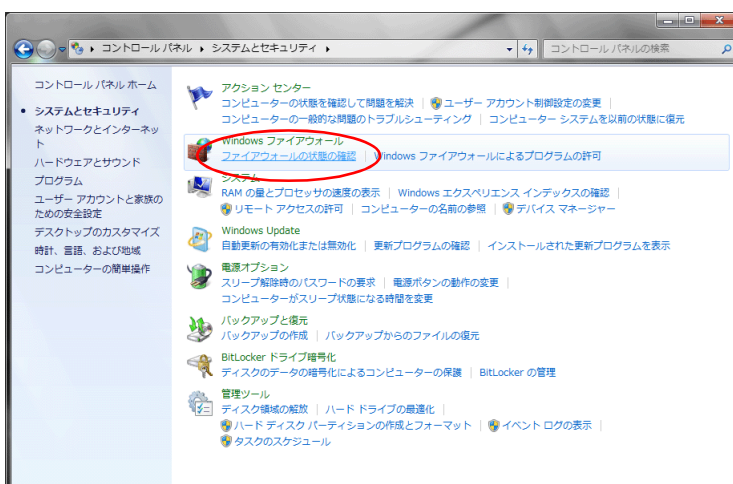 コントロール パネル ▸ システムとセキュリティ ▸
コントロール パネルの検索
コントロール パネル ホーム
システムとセキュリティ
ネットワークとインターネッ
ト
ハードウェアとサウンド
プログラム
ユーザー アカウントと家族の
ための安全設定
デスクトップのカスタマイズ
時計、言語、および地域
コンピューターの簡単操作
アクション センター
コンピューターの状態を確認して問題を解決 | ユーザー アカウント制御設定の変更 |
コンピューターの一般的な問題のトラブルシューティング | コンピューター システムを以前の状態に復元
Windows ファイアウォール
ファイアウォールの状態の確認 | Windows ファイアウォールによるプログラムの許可
システム
RAM の量とプロセッサの速度の表示 | Windows エクスペリエンス インデックスの確認 |
リモート アクセスの許可 | コンピューターの名前の参照 | デバイス マネージャー
Windows Update
自動更新の有効化または無効化 | 更新プログラムの確認 | インストールされた更新プログラムを表示
電源オプション
スリープ解除時のパスワードの要求 | 電源ボタンの動作の変更 |
コンピューターがスリープ状態になる時間を変更
バックアップと復元
バックアップの作成 | バックアップからのファイルの復元
BitLocker ドライブ暗号化
ディスクのデータの暗号化によるコンピューターの保護 | BitLocker の管理
管理ツール
ディスク領域の解放 | ハード ドライブの最適化 |
ハード ディスク パーティションの作成とフォーマット | イベント ログの表示 |
タスクのスケジュール